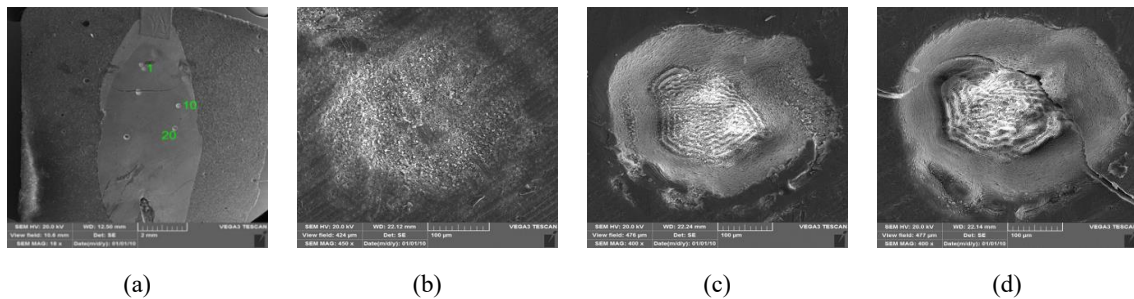 1
10
20
SEM HV: 20.0 kV WD: 12.50 mm VEGA3 TESCAN
View field: 10.6 mm Det: SE 2 mm
SEM MAG: 18 x Date(m/d/y): 01/01/10
SEM HV: 20.0 kV WD: 22.12 mm VEGA3 TESCAN
View field: 424 µm Det: SE 100 µm
SEM MAG: 450 x Date(m/d/y): 01/01/10
SEM HV: 20.0 kV WD: 22.24 mm VEGA3 TESCAN
View field: 476 µm Det: SE 100 µm
SEM MAG: 400 x Date(m/d/y): 01/01/10
SEM HV: 20.0 kV WD: 22.14 mm VEGA3 TESCAN
View field: 477 µm Det: SE 100 µm
SEM MAG: 400 x Date(m/d/y): 01/01/10
(a) (b) (c) (d)